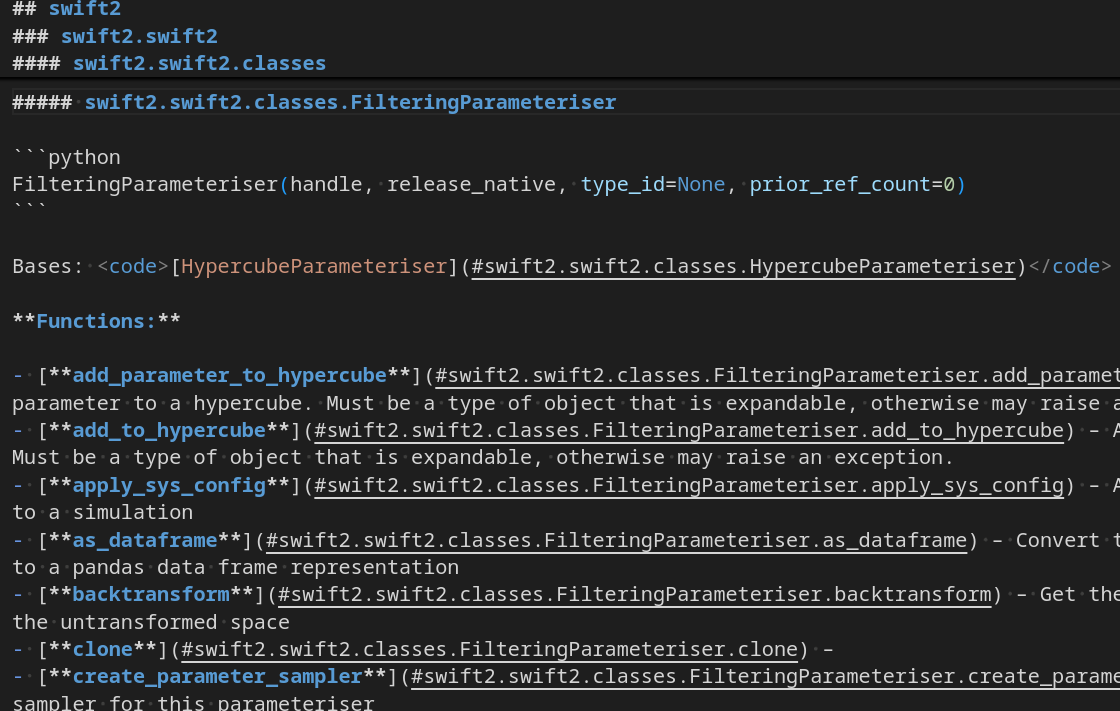 ## swift2
### swift2.swift2
#### swift2.swift2.classes
##### swift2.swift2.classes.FilteringParameteriser
```python
FilteringParameteriser(handle, release_native, type_id=None, prior_ref_count=0)
```
Bases: <code>[HypercubeParameteriser](#swift2.swift2.classes.HypercubeParameteriser)</code>
**Functions:**
- [**add_parameter_to_hypercube**](#swift2.swift2.classes.FilteringParameteriser.add_paramet
parameter to a hypercube. Must be a type of object that is expandable, otherwise may raise a
- [**add_to_hypercube**](#swift2.swift2.classes.FilteringParameteriser.add_to_hypercube) – A
Must be a type of object that is expandable, otherwise may raise an exception.
- [**apply_sys_config**](#swift2.swift2.classes.FilteringParameteriser.apply_sys_config) – A
to a simulation
- [**as_dataframe**](#swift2.swift2.classes.FilteringParameteriser.as_dataframe) – Convert t
to a pandas data frame representation
- [**backtransform**](#swift2.swift2.classes.FilteringParameteriser.backtransform) – Get the
the untransformed space
- [**clone**](#swift2.swift2.classes.FilteringParameteriser.clone) –
- [**create_parameter_sampler**](#swift2.swift2.classes.FilteringParameteriser.create_parame
sampler for this parameteriser